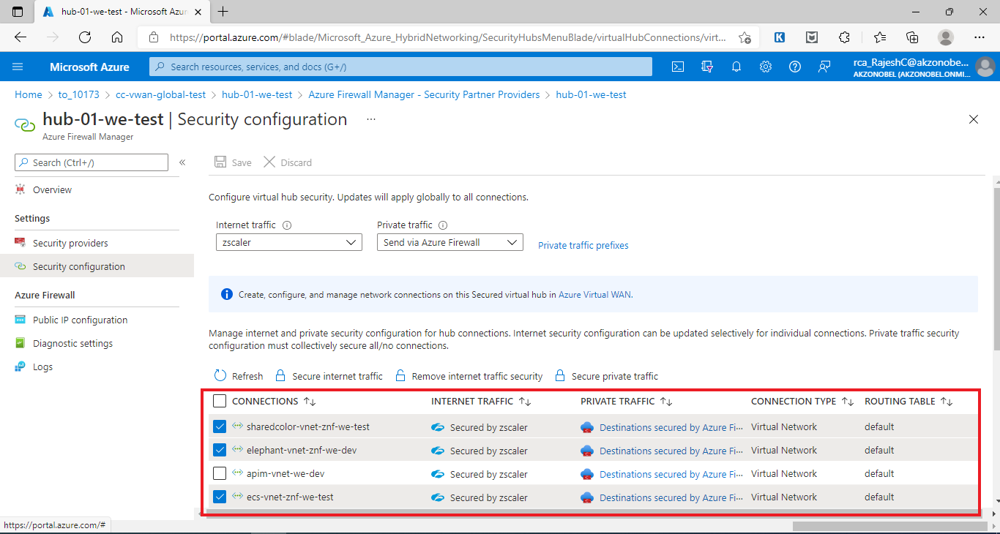 hub-01-we-test - Microsoft Azur
https://portal.azure.com/#blade/Microsoft_Azure_HybridNetworking/SecurityHubsMenuBlade/virtualHubConnections/virt...
Microsoft Azure
Search resources, services, and docs (G+/)
rca_RajeshC@akzonobe...
AKZONOBEL (AKZONOBEL.ONMI...
Home > to_10173 > cc-vwan-global-test > hub-01-we-test > Azure Firewall Manager - Security Partner Providers > hub-01-we-test
hub-01-we-test | Security configuration ...
Azure Firewall Manager
Search (Ctrl+/)
«
Overview
Settings
Security providers
Security configuration
Azure Firewall
Public IP configuration
Diagnostic settings
Logs
Save Discard
Configure virtual hub security. Updates will apply globally to all connections.
Internet traffic Private traffic
zscaler Send via Azure Firewall Private traffic prefixes
Create, configure, and manage network connections on this Secured virtual hub in Azure Virtual WAN.
Manage internet and private security configuration for hub connections. Internet security configuration can be updated selectively for individual connections. Private traffic security
configuration must collectively secure all/no connections.
Refresh Secure internet traffic Remove internet traffic security Secure private traffic
CONNECTIONS INTERNET TRAFFIC PRIVATE TRAFFIC CONNECTION TYPE ROUTING TABLE
sharedcolor-vnet-znf-we-test Secured by zscaler Destinations secured by Azure Fi... Virtual Network default
elephant-vnet-znf-we-dev Secured by zscaler Destinations secured by Azure Fi... Virtual Network default
apim-vnet-we-dev Secured by zscaler Destinations secured by Azure Fi... Virtual Network default
ecs-vnet-znf-we-test Secured by zscaler Destinations secured by Azure Fi... Virtual Network default
https://portal.azure.com/#